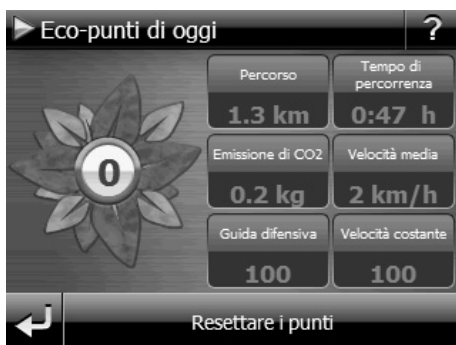 Eco-punti di oggi
?
0
Percorso
1.3 km
Tempo di
percorrenza
0:47 h
Emissione di CO2
0.2 kg
Velocità media
2 km/h
Guida difensiva
100
Velocità costante
100
Resettare i punti